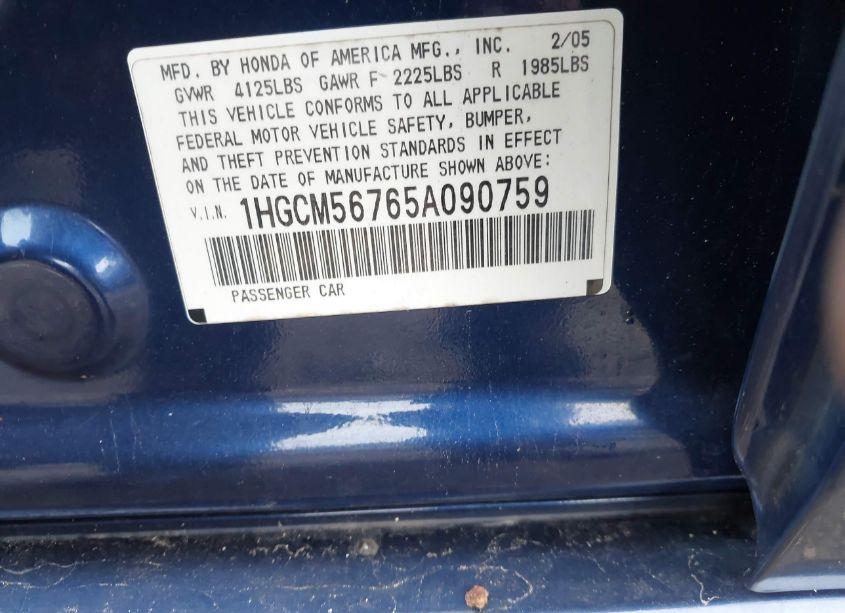 MFD. BY HONDA OF AMERICA MFG., INC. 2/05
GVWR 4125LBS GAWR F 2225LBS R 1985LBS
THIS VEHICLE CONFORMS TO ALL APPLICABLE
FEDERAL MOTOR VEHICLE SAFETY, BUMPER,
AND THEFT PREVENTION STANDARDS IN EFFECT
ON THE DATE OF MANUFACTURE SHOWN ABOVE:
V.I.N. 1HGCM56765A090759
PASSENGER CAR